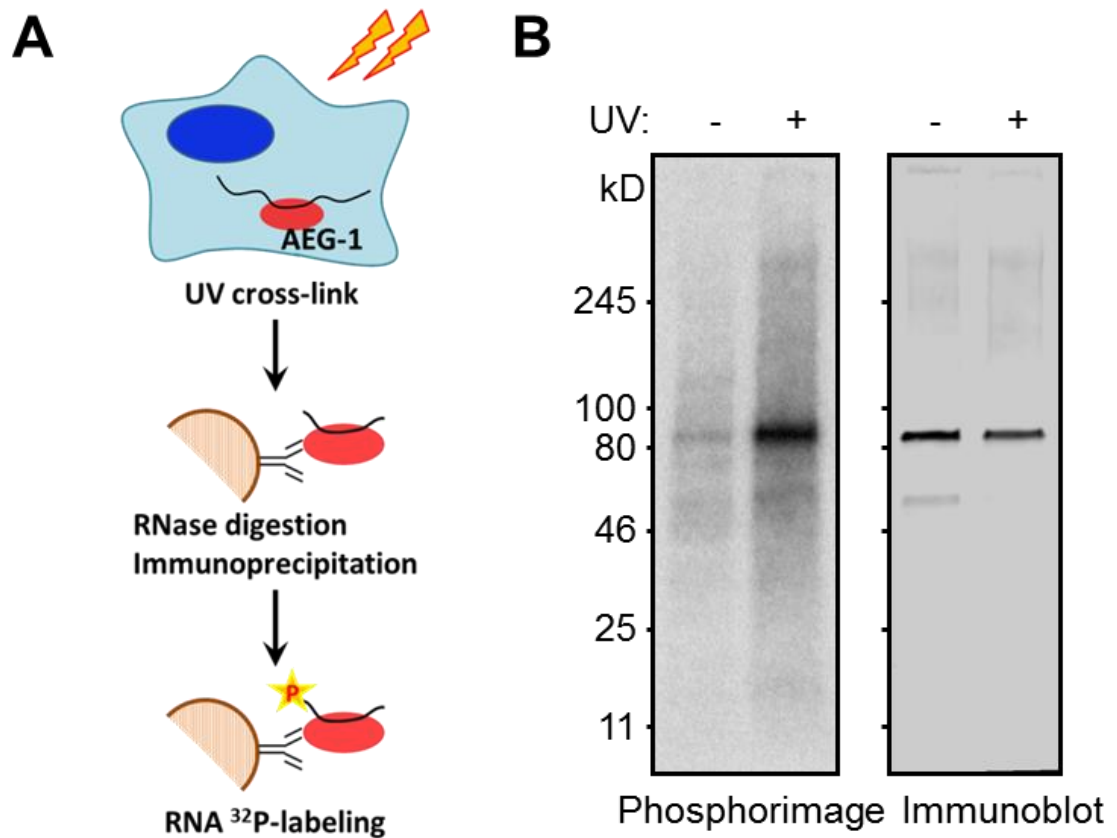 A
AEG-1
UV cross-link
RNase digestion
Immunoprecipitation
P
RNA ³²P-labeling
B
UV: - + - +
kD
245
100
80
46
25
11
Phosphorimage Immunoblot